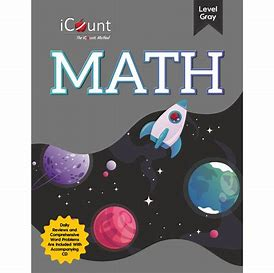 iCount
The iCount Method
Level
Gray
MATH
Daily
Reviews and
Comprehensive
Word Problems
Are Included With
Accompanying
CD